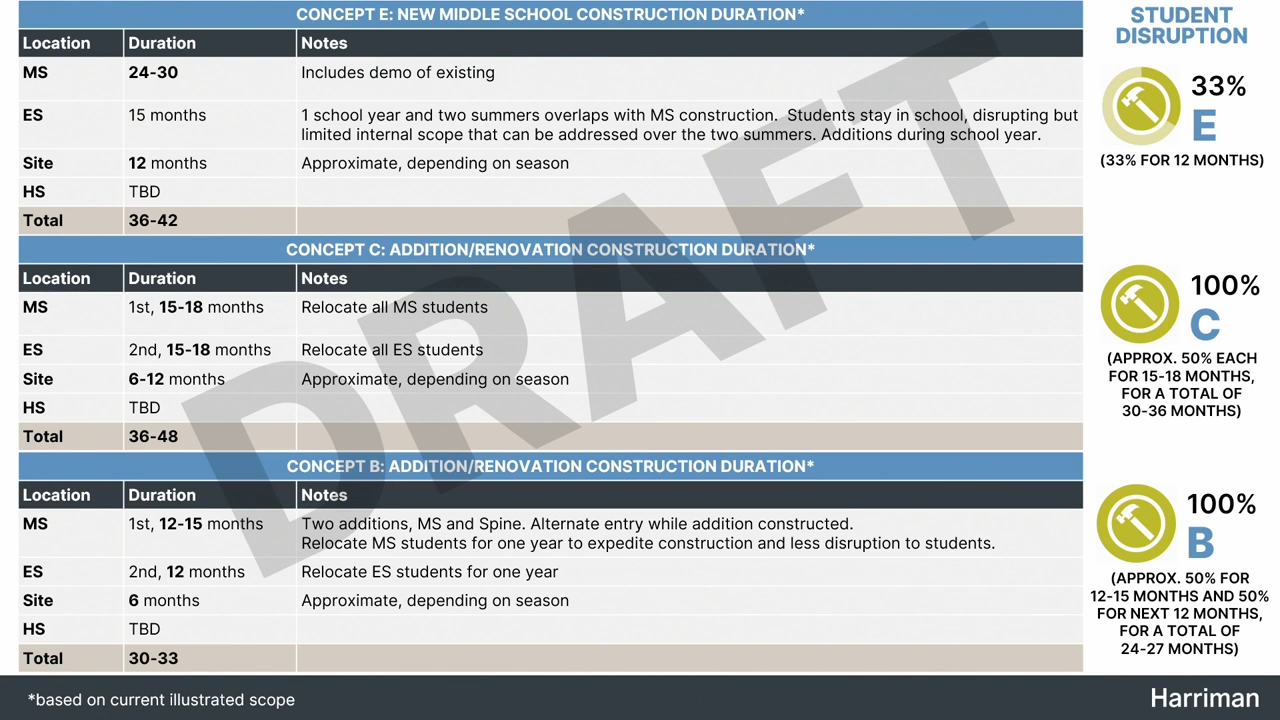 CONCEPT E: NEW MIDDLE SCHOOL CONSTRUCTION DURATION*
Location Duration Notes
MS 24-30 Includes demo of existing
ES 15 months 1 school year and two summers overlaps with MS construction. Students stay in school, disrupting but
limited internal scope that can be addressed over the two summers. Additions during school year.
Site 12 months Approximate, depending on season
HS TBD
Total 36-42
CONCEPT C: ADDITION/RENOVATION CONSTRUCTION DURATION*
Location Duration Notes
MS 1st, 15-18 months Relocate all MS students
ES 2nd, 15-18 months Relocate all ES students
Site 6-12 months Approximate, depending on season
HS TBD
Total 36-48
CONCEPT B: ADDITION/RENOVATION CONSTRUCTION DURATION*
Location Duration Notes
MS 1st, 12-15 months Two additions, MS and Spine. Alternate entry while addition constructed.
Relocate MS students for one year to expedite construction and less disruption to students.
ES 2nd, 12 months Relocate ES students for one year
Site 6 months Approximate, depending on season
HS TBD
Total 30-33
DRAFT
STUDENT
DISRUPTION
33%
E
(33% FOR 12 MONTHS)
100%
C
(APPROX. 50% EACH
FOR 15-18 MONTHS,
FOR A TOTAL OF
30-36 MONTHS)
100%
B
(APPROX. 50% FOR
12-15 MONTHS AND 50%
FOR NEXT 12 MONTHS,
FOR A TOTAL OF
24-27 MONTHS)
*based on current illustrated scope
Harriman